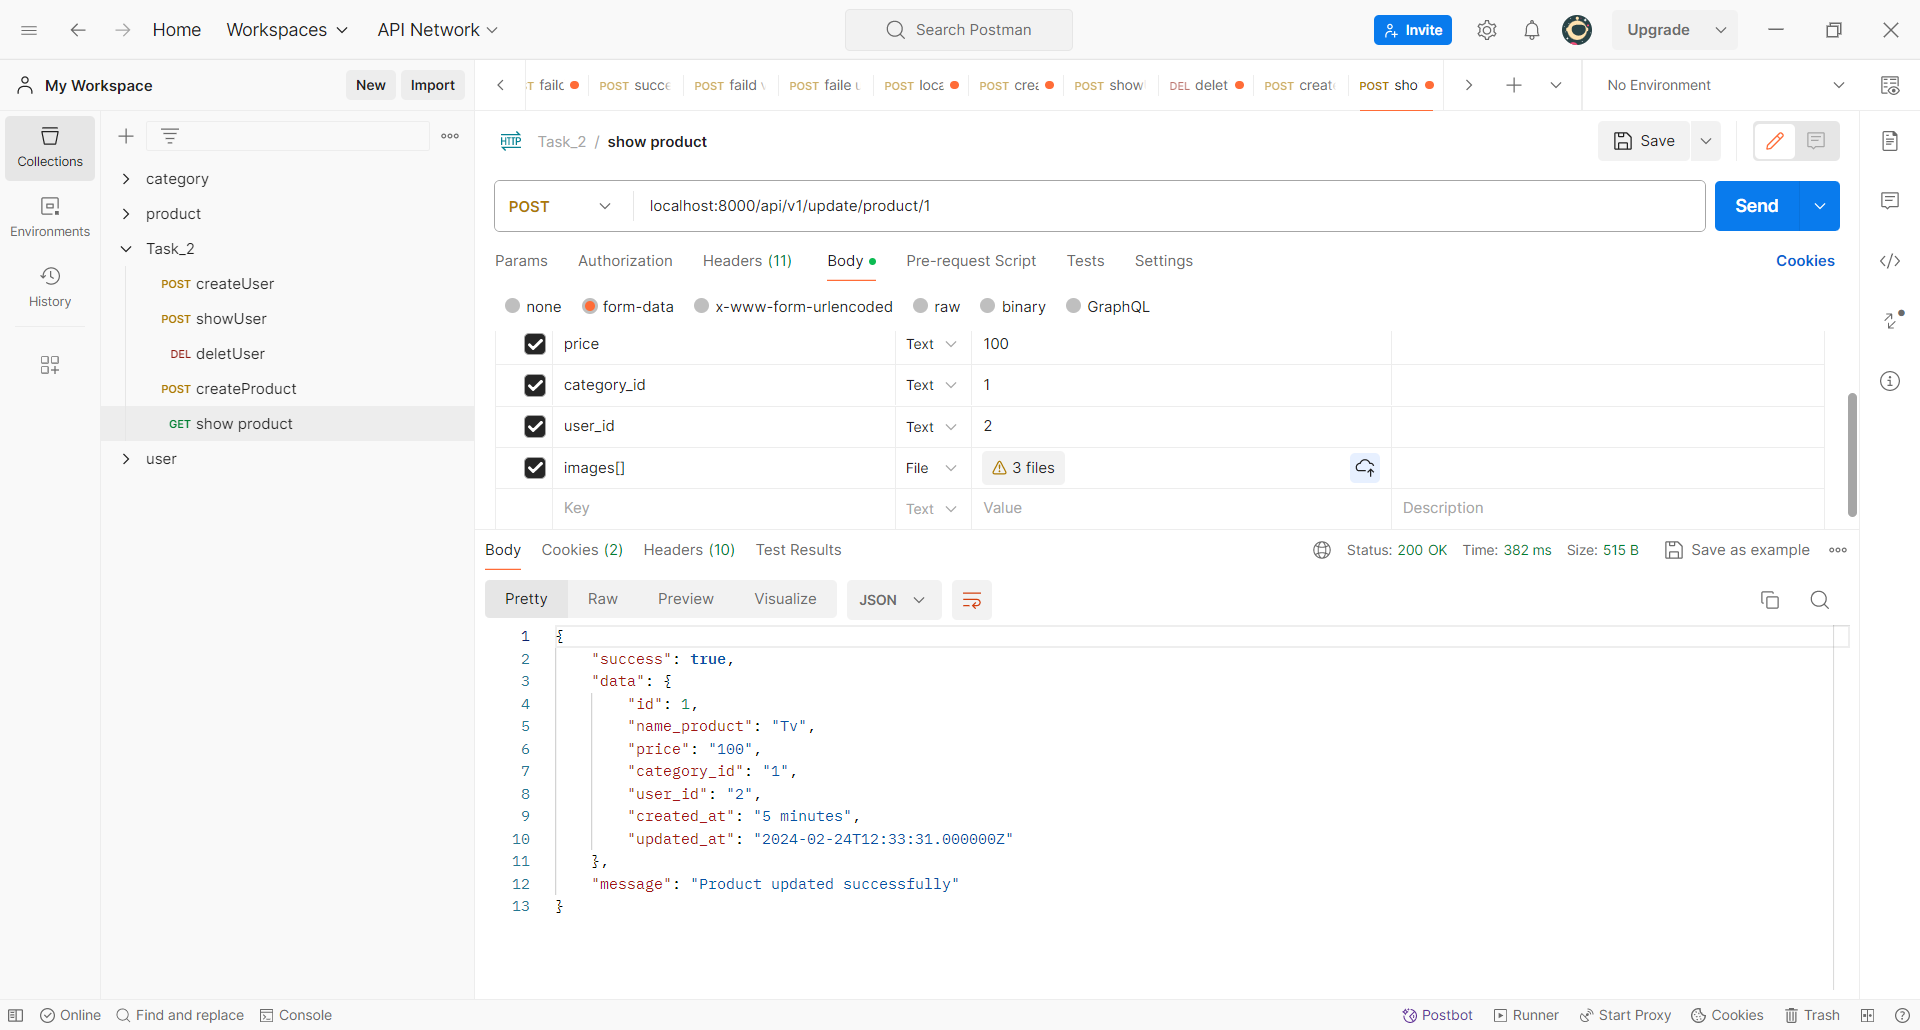 Home Workspaces API Network Search Postman Invite Upgrade
My Workspace New Import
POST succe POST faild POST faile POST loca POST cre POST show DEL delet POST create POST sho No Environment
Collections
Environments
History
category
product
Task_2
POST createUser
POST showUser
DEL deletUser
POST createProduct
GET show product
user
HTTP Task_2 / show product Save
POST localhost:8000/api/v1/update/product/1 Send
Params Authorization Headers (11) Body Pre-request Script Tests Settings Cookies
none form-data x-www-form-urlencoded raw binary GraphQL
price Text 100
category_id Text 1
user_id Text 2
images[] File 3 files
Key Text Value Description
Body Cookies (2) Headers (10) Test Results Status: 200 OK Time: 382 ms Size: 515 B Save as example
Pretty Raw Preview Visualize JSON
1 {
2 "success": true,
3 "data": {
4 "id": 1,
5 "name_product": "Tv",
6 "price": "100",
7 "category_id": "1",
8 "user_id": "2",
9 "created_at": "5 minutes",
10 "updated_at": "2024-02-24T12:33:31.000000Z"
11 },
12 "message": "Product updated successfully"
13 }
Online Find and replace Console Postbot Runner Start Proxy Cookies Trash